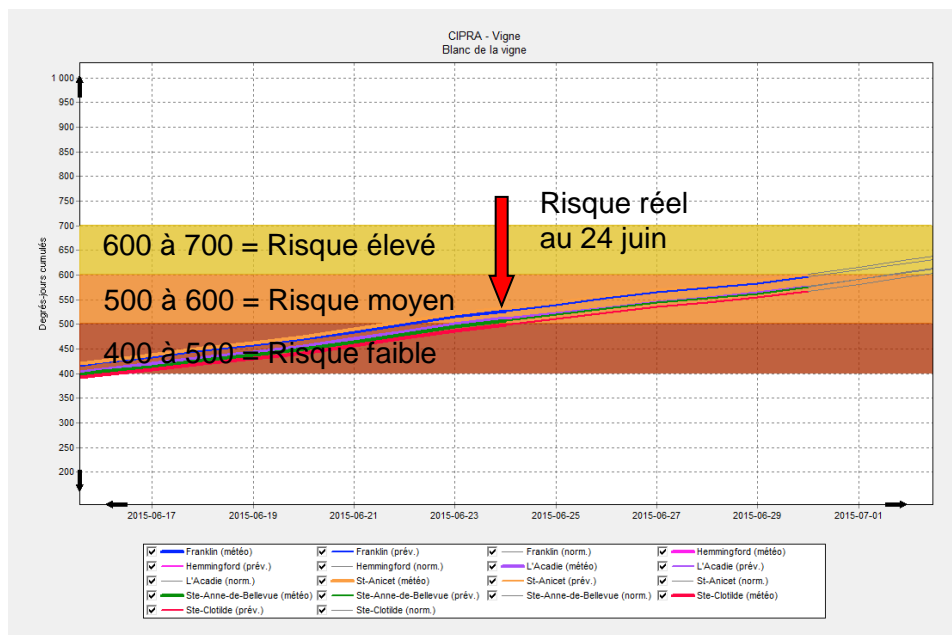 CIPRA - Vigne
Blanc de la vigne
Degrés-jours cumulés
1 000
950
900
850
800
750
700
650
600
550
500
450
400
350
300
250
200
Risque réel
au 24 juin
600 à 700 = Risque élevé
500 à 600 = Risque moyen
400 à 500 = Risque faible
2015-06-17 2015-06-19 2015-06-21 2015-06-23 2015-06-25 2015-06-27 2015-06-29 2015-07-01
Franklin (météo) Franklin (prév.) Franklin (norm.) Hemmingford (météo)
Hemmingford (prév.) Hemmingford (norm.) L'Acadie (météo) L'Acadie (prév.)
L'Acadie (norm.) St-Anicet (météo) St-Anicet (prév.) St-Anicet (norm.)
Ste-Anne-de-Bellevue (météo) Ste-Anne-de-Bellevue (prév.) Ste-Anne-de-Bellevue (norm.) Ste-Clotilde (météo)
Ste-Clotilde (prév.) Ste-Clotilde (norm.)